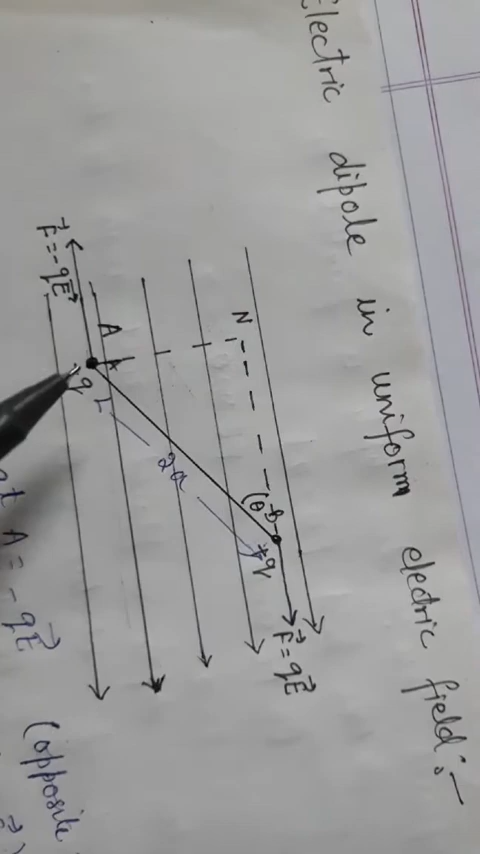 Electric dipole in uniform electric field :-
N
θ
B
+q
F⃗ = qE⃗
2a
A
-q
F⃗ = -qE⃗
at A = -qE⃗
(opposite